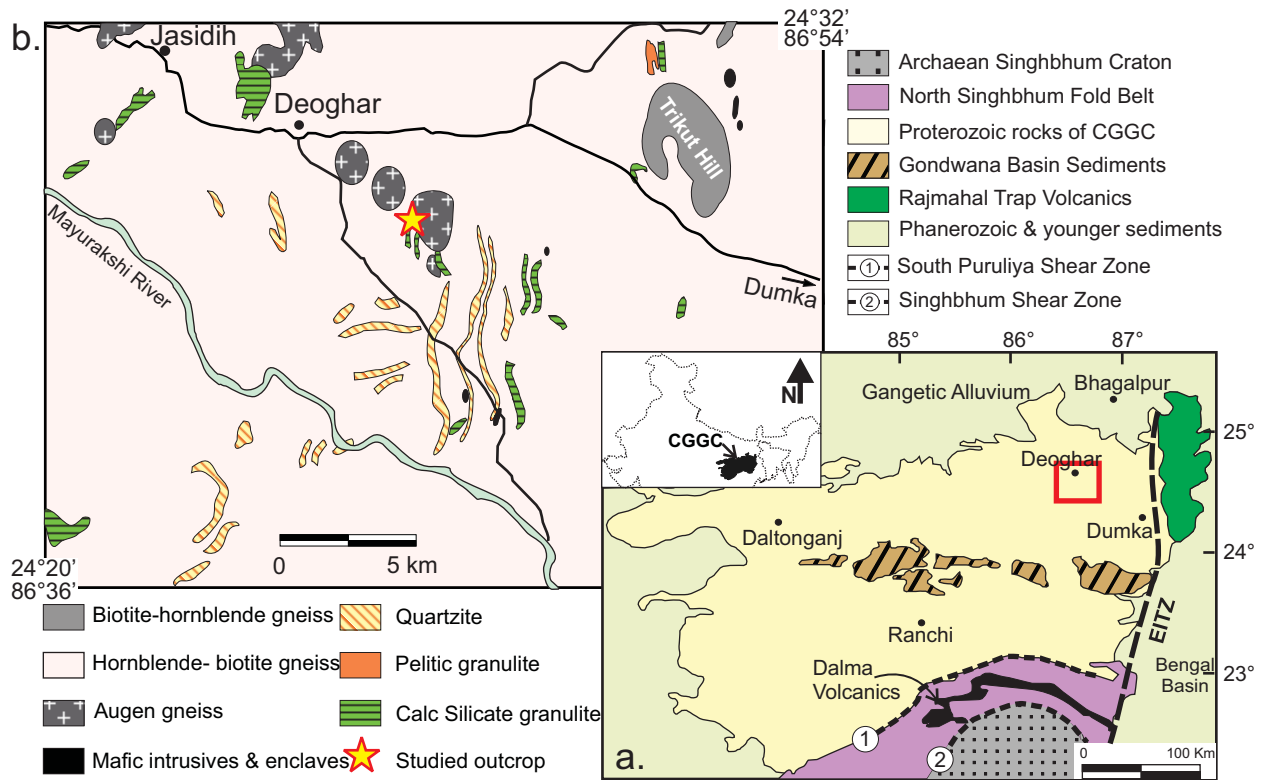 b.
24°32’
86°54’
Jasidih
Deoghar
Trikut Hill
Mayurakshi River
Dumka
0 5 km
24°20’
86°36’
Biotite-hornblende gneiss
Hornblende- biotite gneiss
Augen gneiss
Mafic intrusives & enclaves
Quartzite
Pelitic granulite
Calc Silicate granulite
Studied outcrop
Archaean Singhbhum Craton
North Singhbhum Fold Belt
Proterozoic rocks of CGGC
Gondwana Basin Sediments
Rajmahal Trap Volcanics
Phanerozoic & younger sediments
1 South Puruliya Shear Zone
2 Singhbhum Shear Zone
85° 86° 87°
N
CGGC
Gangetic Alluvium
Bhagalpur
25°
Deoghar
Daltonganj
Dumka
24°
Ranchi
EITZ
Dalma
Volcanics
Bengal
Basin
23°
1
2
a.
0 100 Km